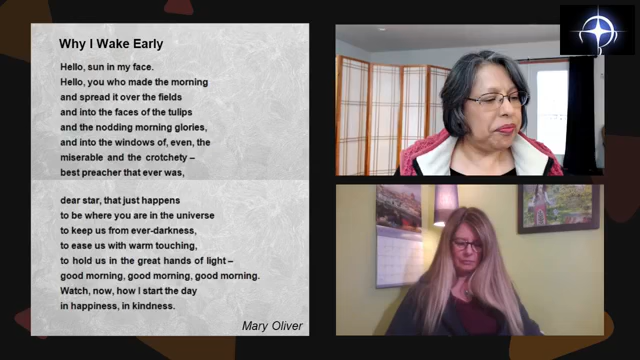 Why I Wake Early
Hello, sun in my face.
Hello, you who made the morning
and spread it over the fields
and into the faces of the tulips
and the nodding morning glories,
and into the windows of, even, the
miserable and the crotchety –
best preacher that ever was,
dear star, that just happens
to be where you are in the universe
to keep us from ever-darkness,
to ease us with warm touching,
to hold us in the great hands of light –
good morning, good morning, good morning.
Watch, now, how I start the day
in happiness, in kindness.
Mary Oliver